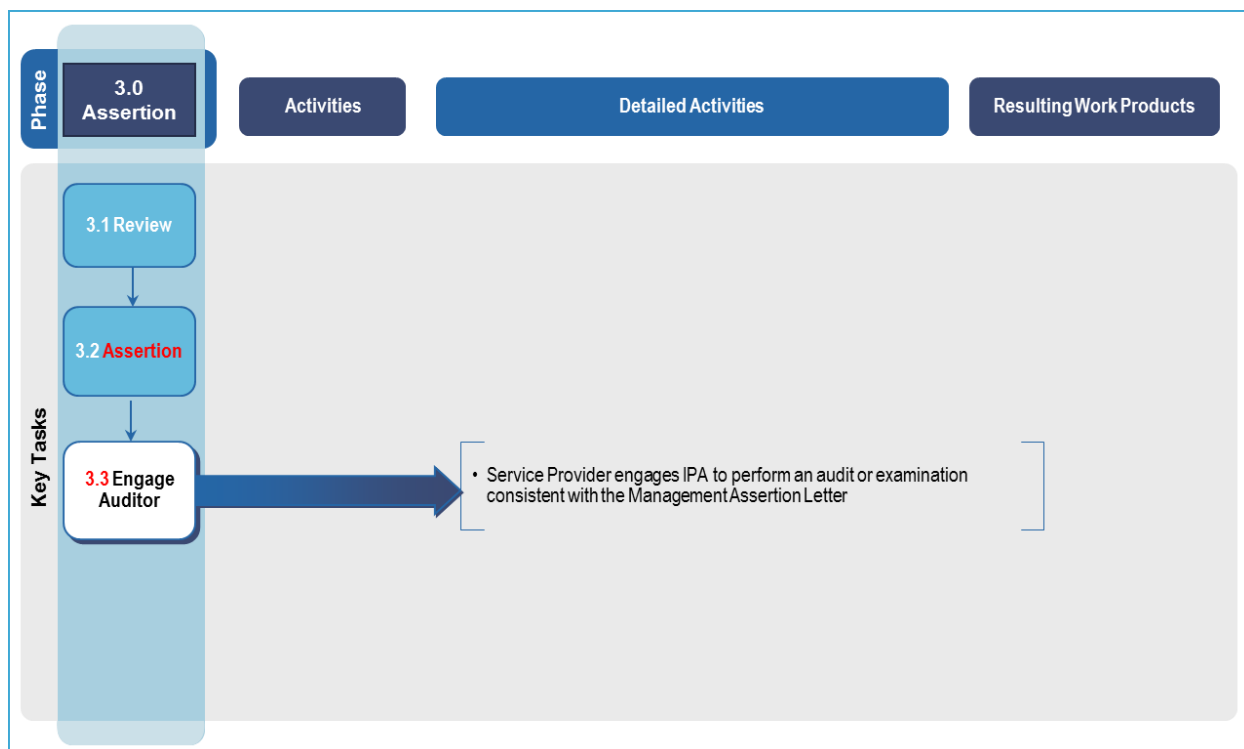 Phase
3.0
Assertion
Activities
Detailed Activities
Resulting Work Products
Key Tasks
3.1 Review
3.2 Assertion
3.3 Engage
Auditor
• Service Provider engages IPA to perform an audit or examination
consistent with the Management Assertion Letter